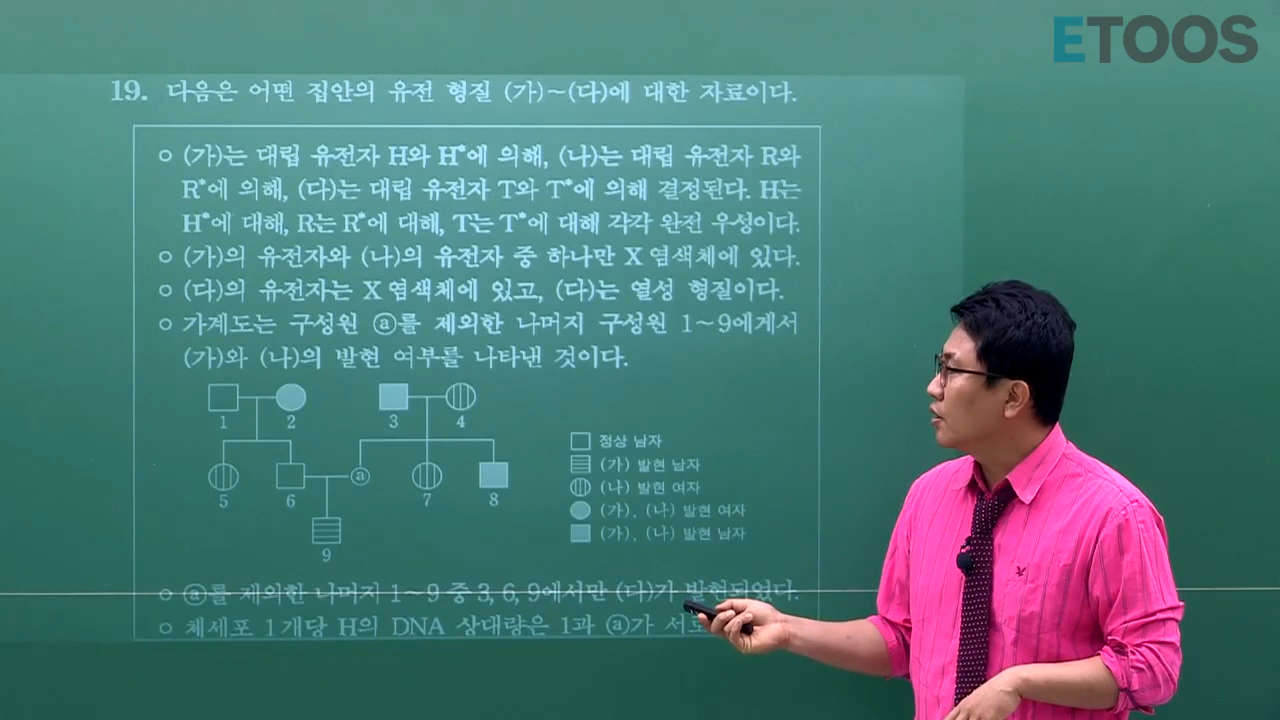 ETOOS
19. 다음은 어떤 집안의 유전 형질 (가)~(다)에 대한 자료이다.
○ (가)는 대립 유전자 H와 H*에 의해, (나)는 대립 유전자 R와
R*에 의해, (다)는 대립 유전자 T와 T*에 의해 결정된다. H는
H*에 대해, R는 R*에 대해, T는 T*에 대해 각각 완전 우성이다.
○ (가)의 유전자와 (나)의 유전자 중 하나만 X 염색체에 있다.
○ (다)의 유전자는 X 염색체에 있고, (다)는 열성 형질이다.
○ 가계도는 구성원 ⓐ를 제외한 나머지 구성원 1~9에게서
(가)와 (나)의 발현 여부를 나타낸 것이다.
1 2 3 4
정상 남자
(가) 발현 남자
ⓐ
5 6 7 8
(나) 발현 여자
(가), (나) 발현 여자
(가), (나) 발현 남자
9
○ ⓐ를 제외한 나머지 1~9 중 3, 6, 9에서만 (다)가 발현되었다.
○ 체세포 1개당 H의 DNA 상대량은 1과 ⓐ가 서로